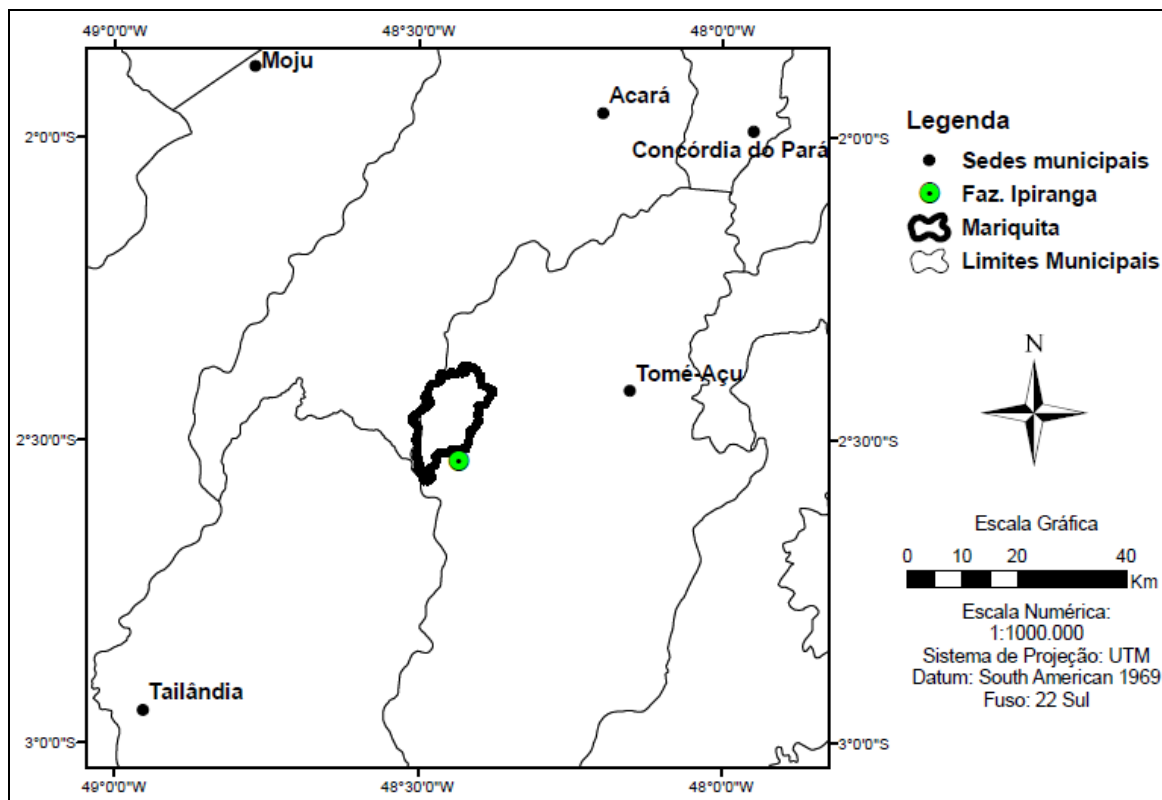 49°0'0"W
48°30'0"W
48°0'0"W
Moju
Acará
Concórdia do Pará
2°0'0"S
2°0'0"S
Tomé-Açu
2°30'0"S
2°30'0"S
Tailândia
3°0'0"S
3°0'0"S
49°0'0"W
48°30'0"W
48°0'0"W
Legenda
Sedes municipais
Faz. Ipiranga
Mariquita
Limites Municipais
N
Escala Gráfica
0 10 20 40
Km
Escala Numérica:
1:1000.000
Sistema de Projeção: UTM
Datum: South American 1969
Fuso: 22 Sul